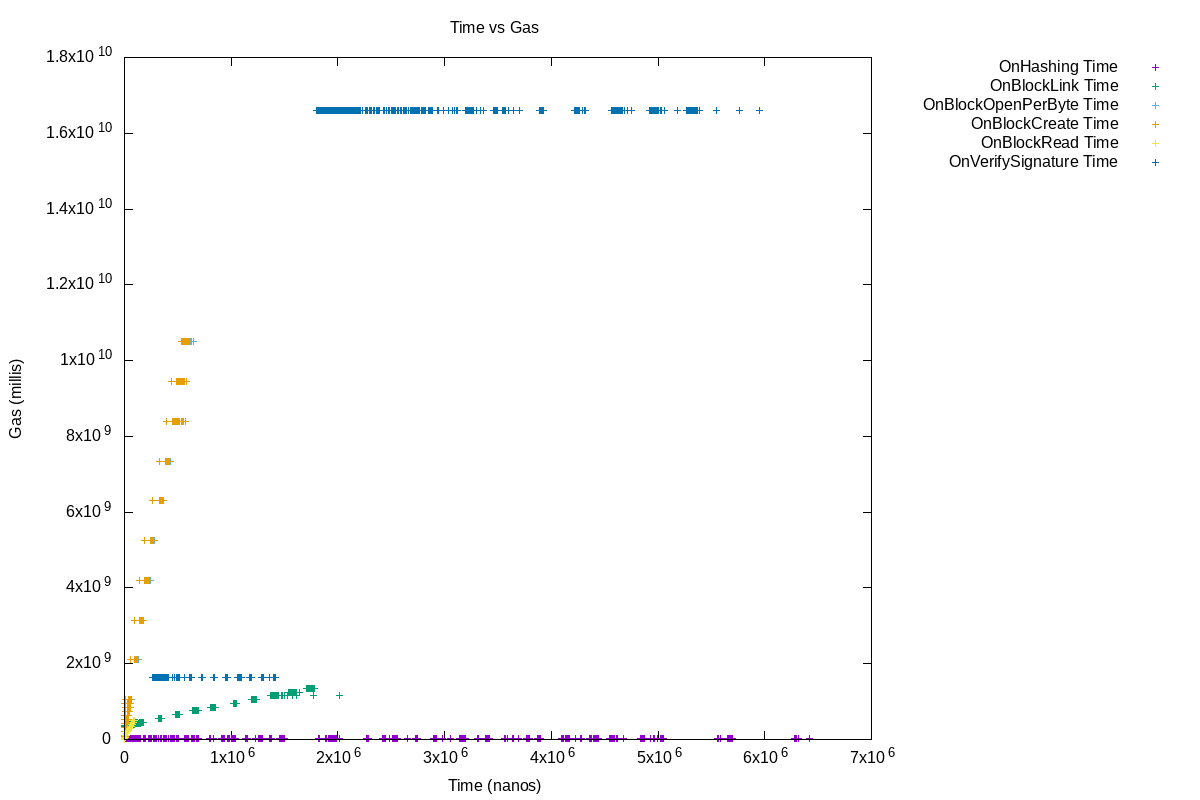 Time vs Gas
1.8x10 10
1.6x10 10
1.4x10 10
1.2x10 10
1x10 10
8x10 9
6x10 9
4x10 9
2x10 9
0
Gas (millis)
0
1x10 6
2x10 6
3x10 6
4x10 6
5x10 6
6x10 6
7x10 6
Time (nanos)
OnHashing Time
OnBlockLink Time
OnBlockOpenPerByte Time
OnBlockCreate Time
OnBlockRead Time
OnVerifySignature Time